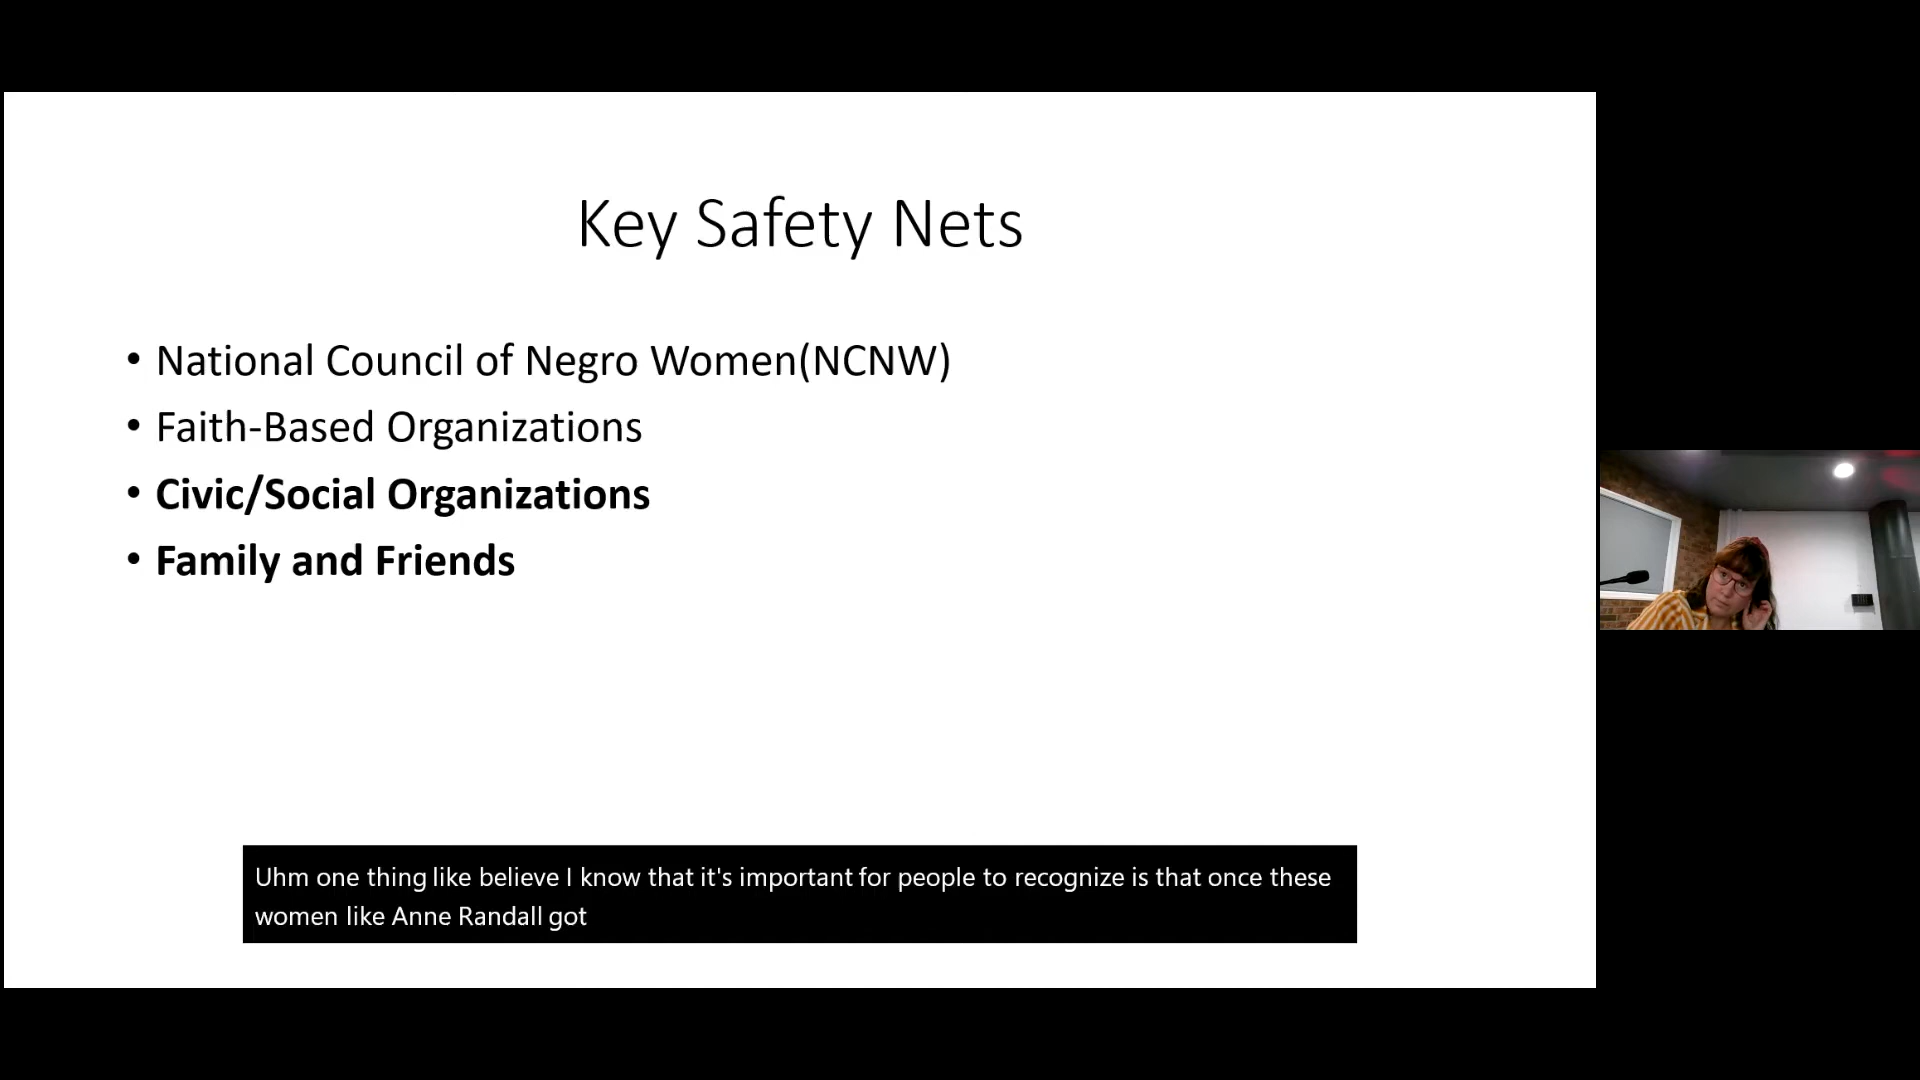 Key Safety Nets
• National Council of Negro Women(NCNW)
• Faith-Based Organizations
• Civic/Social Organizations
• Family and Friends
Uhm one thing like believe I know that it's important for people to recognize is that once these
women like Anne Randall got